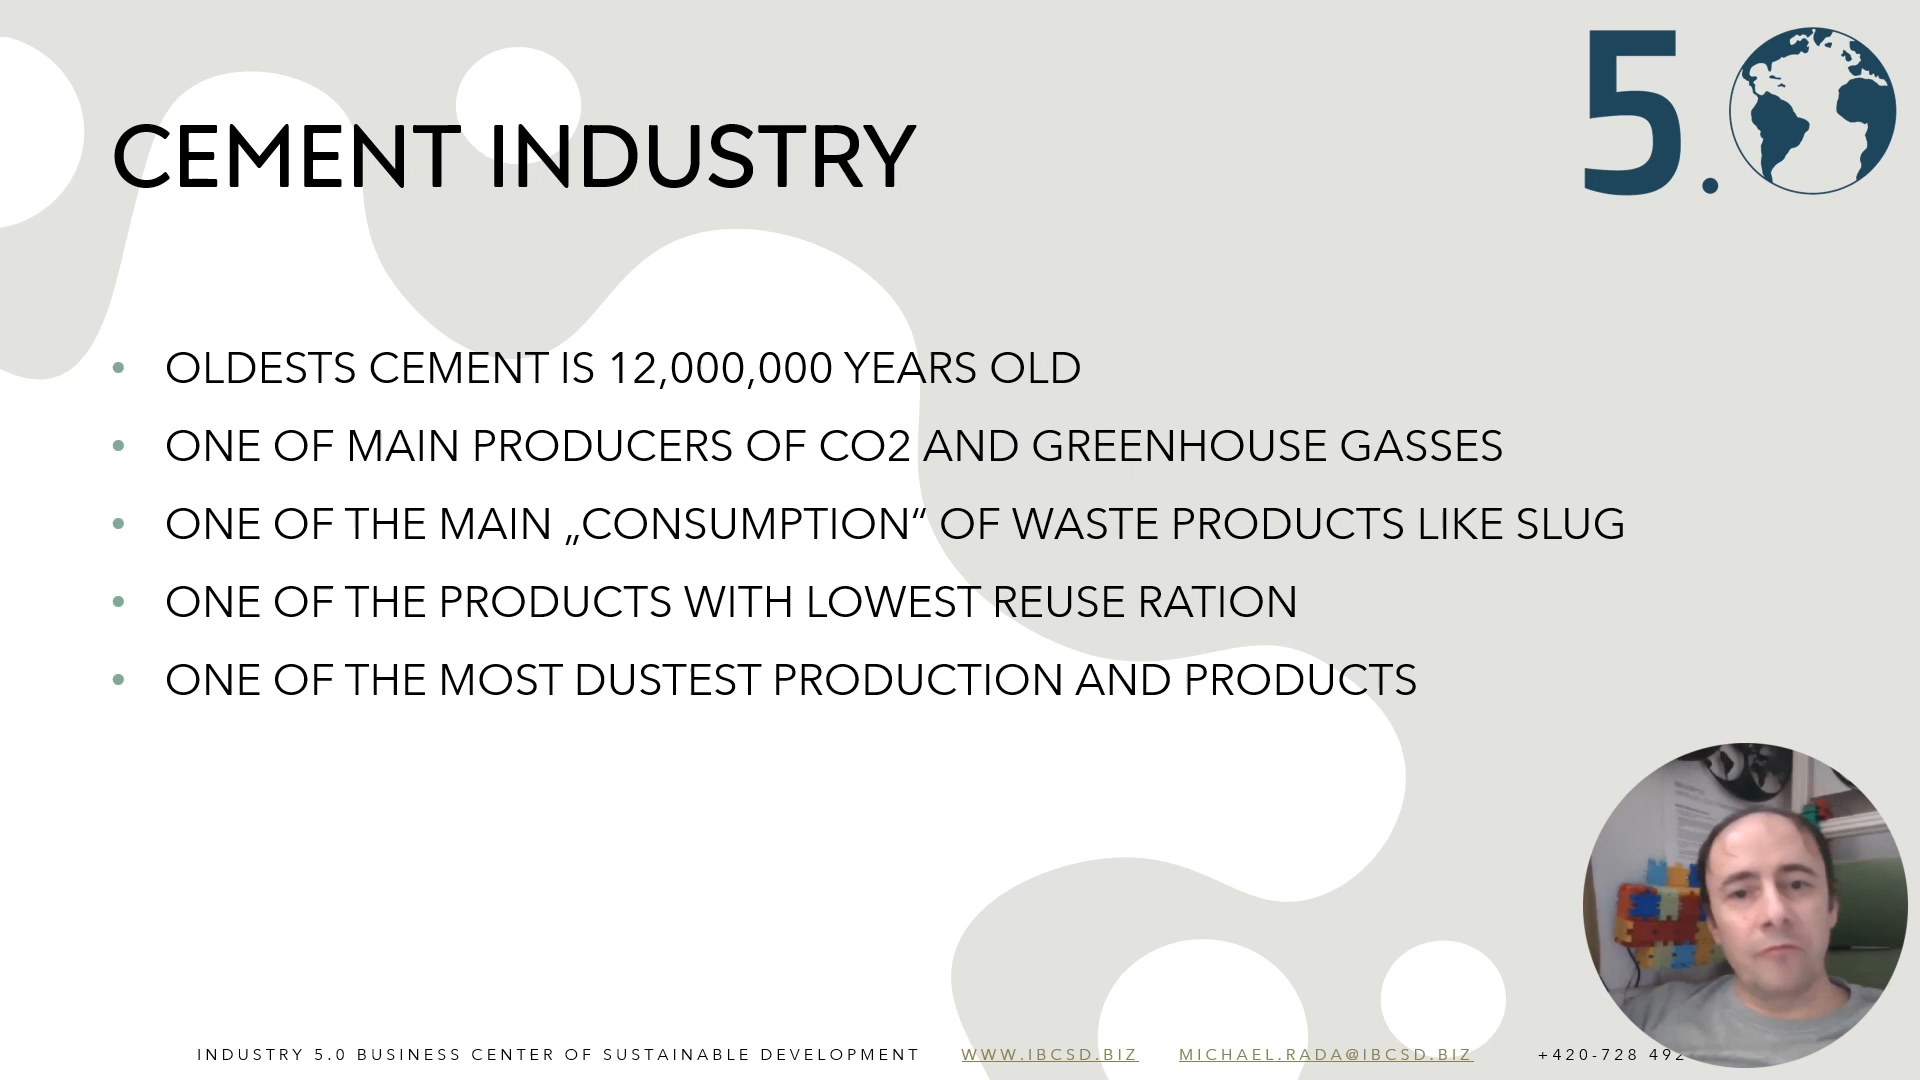 5.
CEMENT INDUSTRY
• OLDESTS CEMENT IS 12,000,000 YEARS OLD
• ONE OF MAIN PRODUCERS OF CO2 AND GREENHOUSE GASSES
• ONE OF THE MAIN „CONSUMPTION“ OF WASTE PRODUCTS LIKE SLUG
• ONE OF THE PRODUCTS WITH LOWEST REUSE RATION
• ONE OF THE MOST DUSTEST PRODUCTION AND PRODUCTS
INDUSTRY 5.0 BUSINESS CENTER OF SUSTAINABLE DEVELOPMENT WWW.IBCSD.BIZ MICHAEL.RADA@IBCSD.BIZ +420-728 492